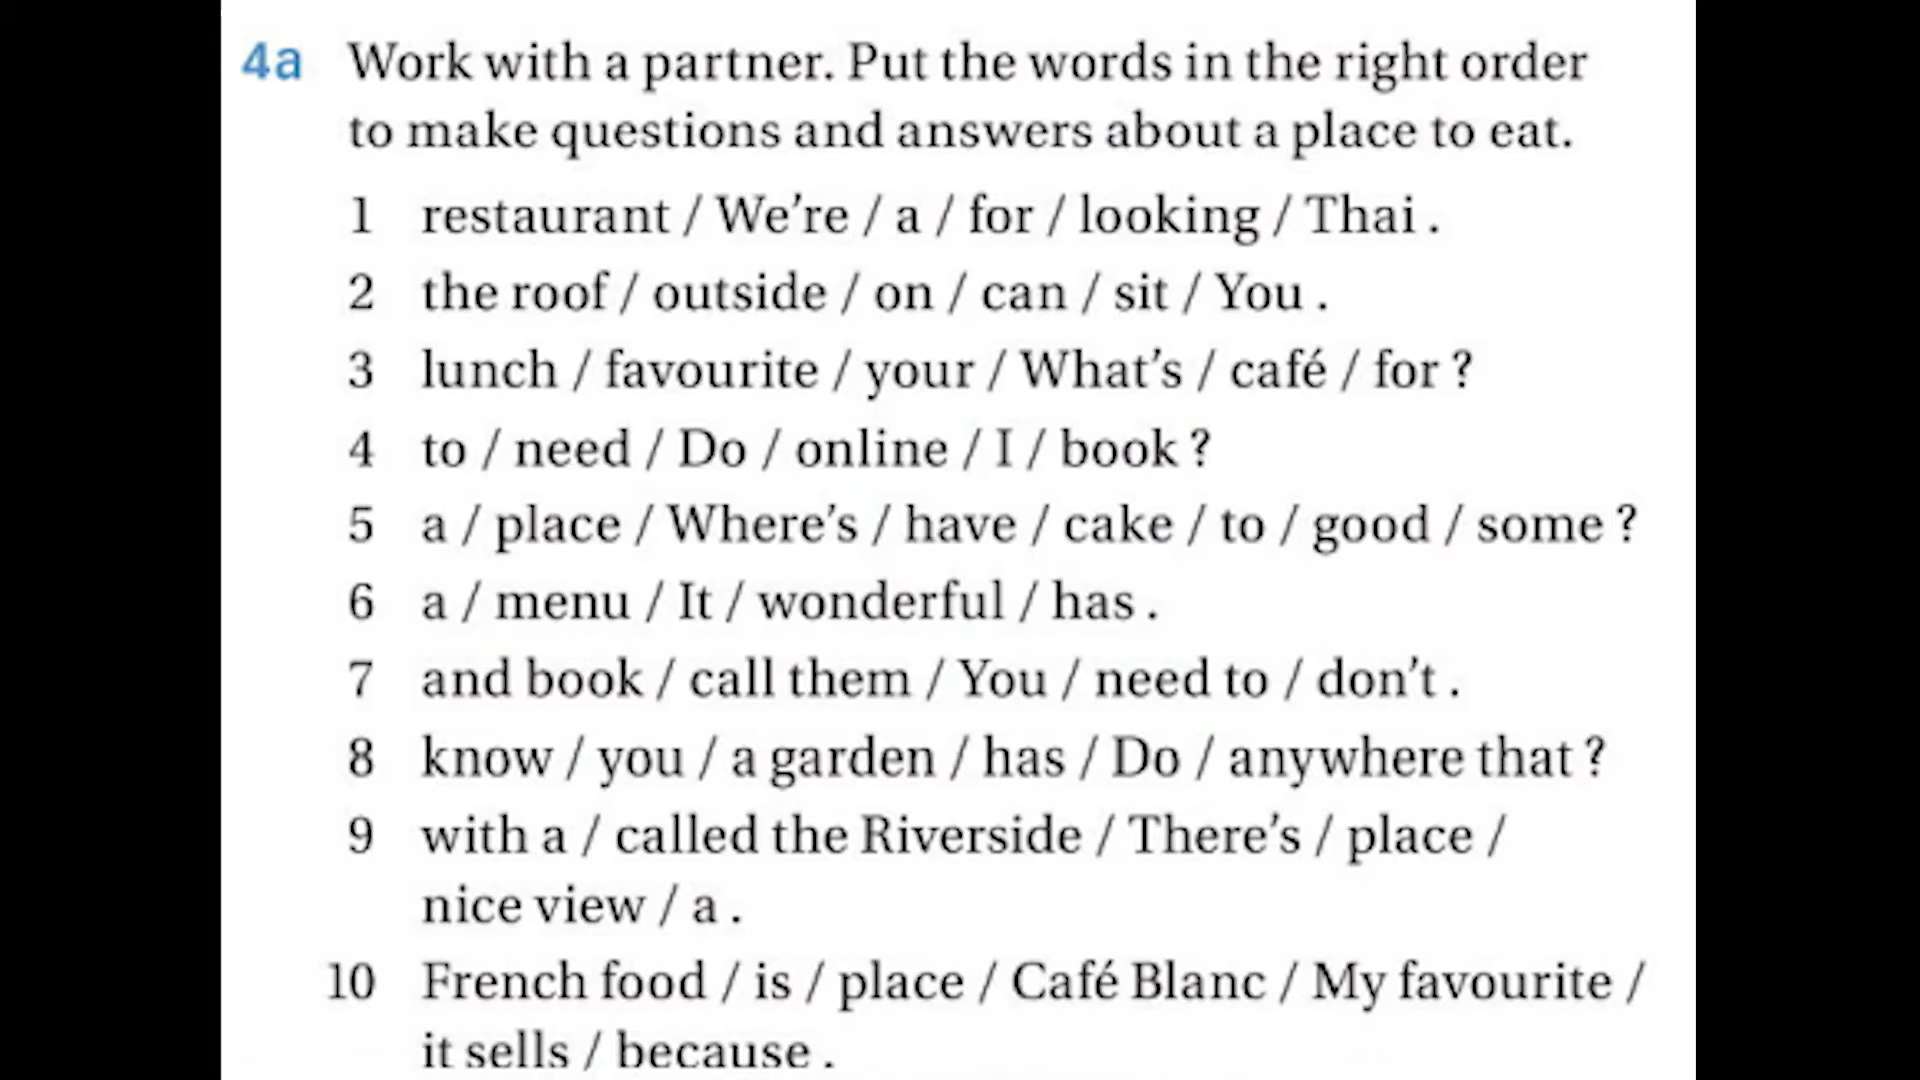 4a Work with a partner. Put the words in the right order
to make questions and answers about a place to eat.
1 restaurant / We're / a / for / looking / Thai .
2 the roof / outside / on / can / sit / You .
3 lunch / favourite / your / What's / café / for ?
4 to / need / Do / online / I / book ?
5 a / place / Where's / have / cake / to / good / some ?
6 a / menu / It / wonderful / has .
7 and book / call them / You / need to / don't .
8 know / you / a garden / has / Do / anywhere that ?
9 with a / called the Riverside / There's / place /
nice view / a .
10 French food / is / place / Café Blanc / My favourite /
it sells / because .